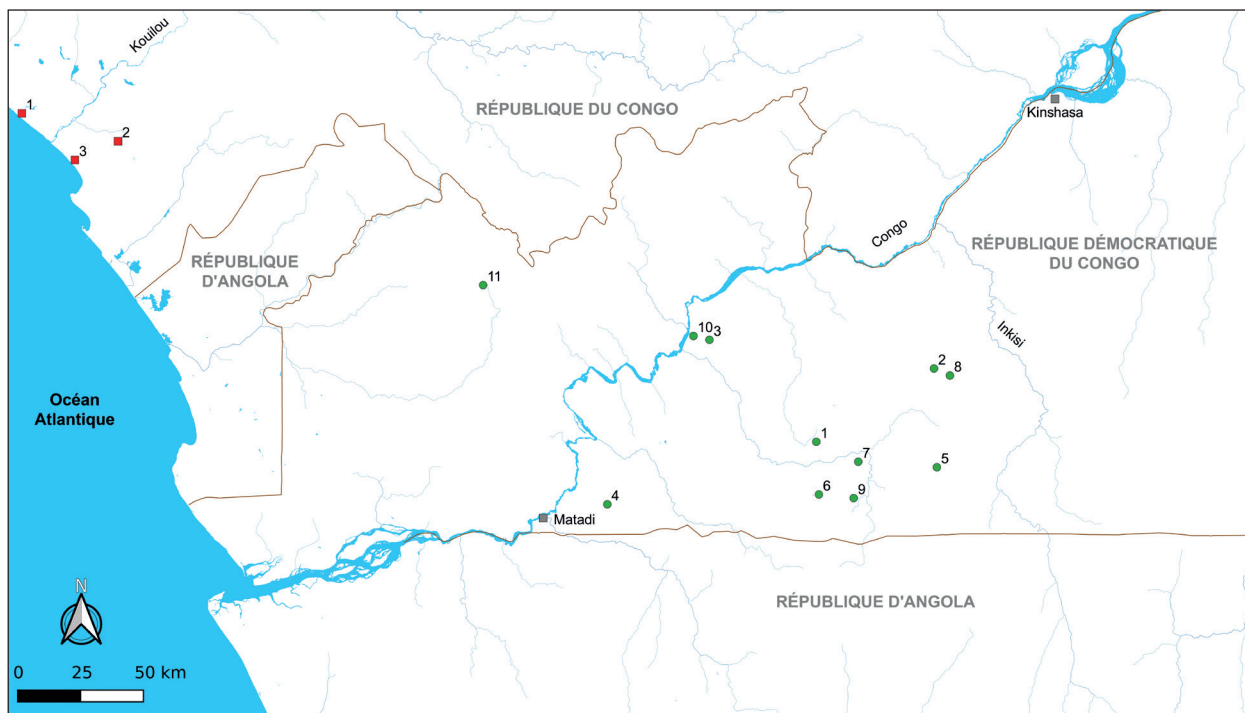 Kouilou
1
2
3
RÉPUBLIQUE DU CONGO
Kinshasa
Congo
RÉPUBLIQUE DÉMOCRATIQUE
DU CONGO
RÉPUBLIQUE
D'ANGOLA
11
10
3
Inkisi
2
8
Océan
Atlantique
1
7
5
6
9
4
Matadi
RÉPUBLIQUE D'ANGOLA
N
0 25 50 km